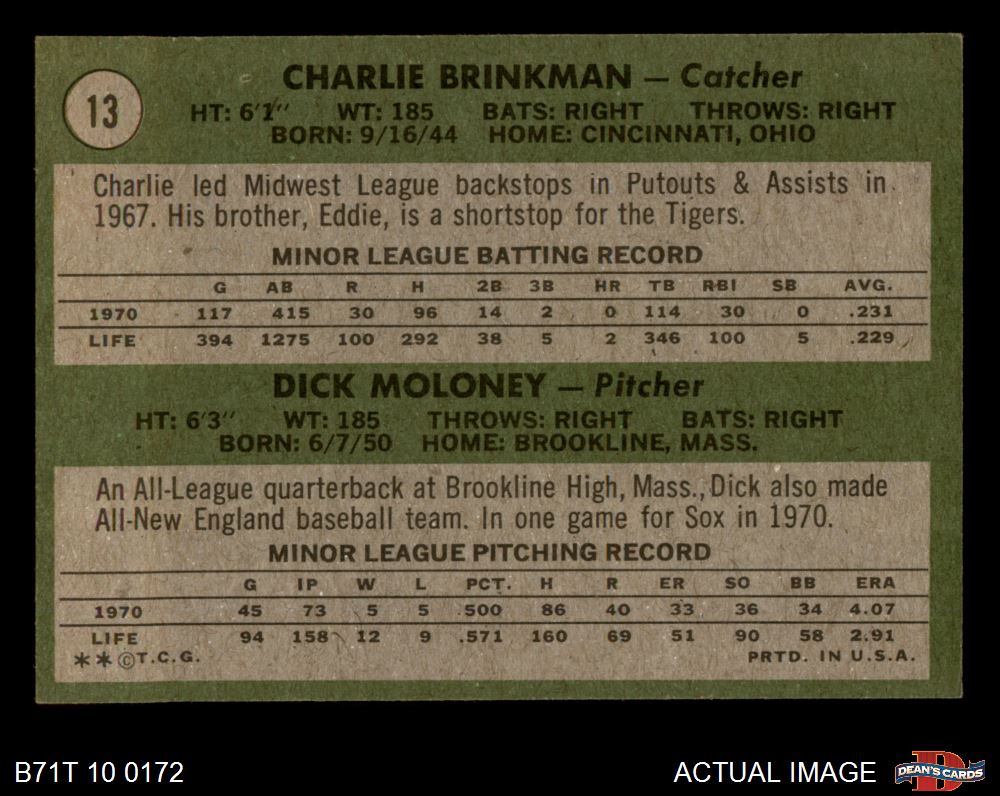 13
CHARLIE BRINKMAN — Catcher
HT: 6'1" WT: 185 BATS: RIGHT THROWS: RIGHT
BORN: 9/16/44 HOME: CINCINNATI, OHIO
Charlie led Midwest League backstops in Putouts & Assists in
1967. His brother, Eddie, is a shortstop for the Tigers.
MINOR LEAGUE BATTING RECORD
G AB R H 2B 3B HR TB RBI SB AVG.
1970 117 415 30 96 14 2 0 114 30 0 .231
LIFE 394 1275 100 292 38 5 2 346 100 5 .229
DICK MOLONEY — Pitcher
HT: 6'3" WT: 185 THROWS: RIGHT BATS: RIGHT
BORN: 6/7/50 HOME: BROOKLINE, MASS.
An All-League quarterback at Brookline High, Mass., Dick also made
All-New England baseball team. In one game for Sox in 1970.
MINOR LEAGUE PITCHING RECORD
G IP W L PCT. H R ER SO BB ERA
1970 45 73 5 5 .500 86 40 33 36 34 4.07
LIFE 94 158 12 9 .571 160 69 51 90 58 2.91
**©T.C.G. PRTD. IN U.S.A.
B71T 10 0172 ACTUAL IMAGE DEAN'S CARDS